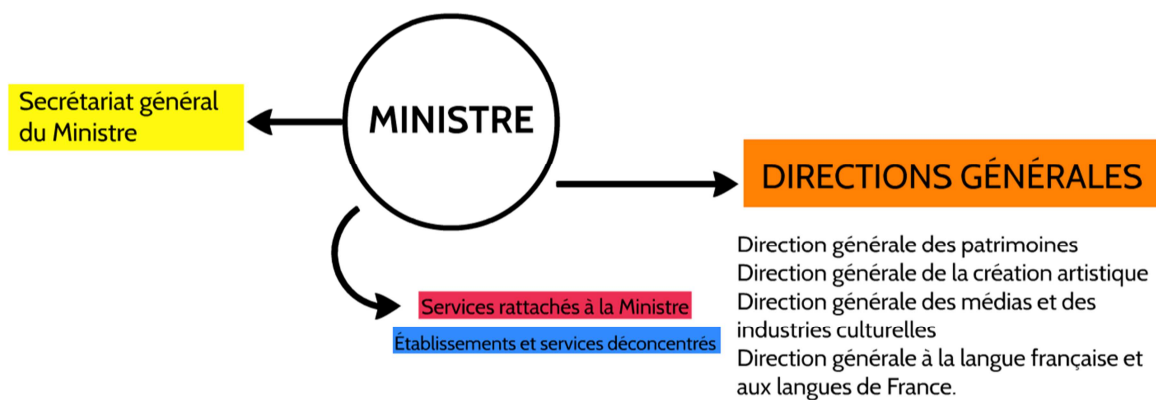 Secrétariat général
du Ministre
MINISTRE
DIRECTIONS GÉNÉRALES
Direction générale des patrimoines
Direction générale de la création artistique
Direction générale des médias et des
industries culturelles
Direction générale à la langue française et
aux langues de France.
Services rattachés à la Ministre
Établissements et services déconcentrés